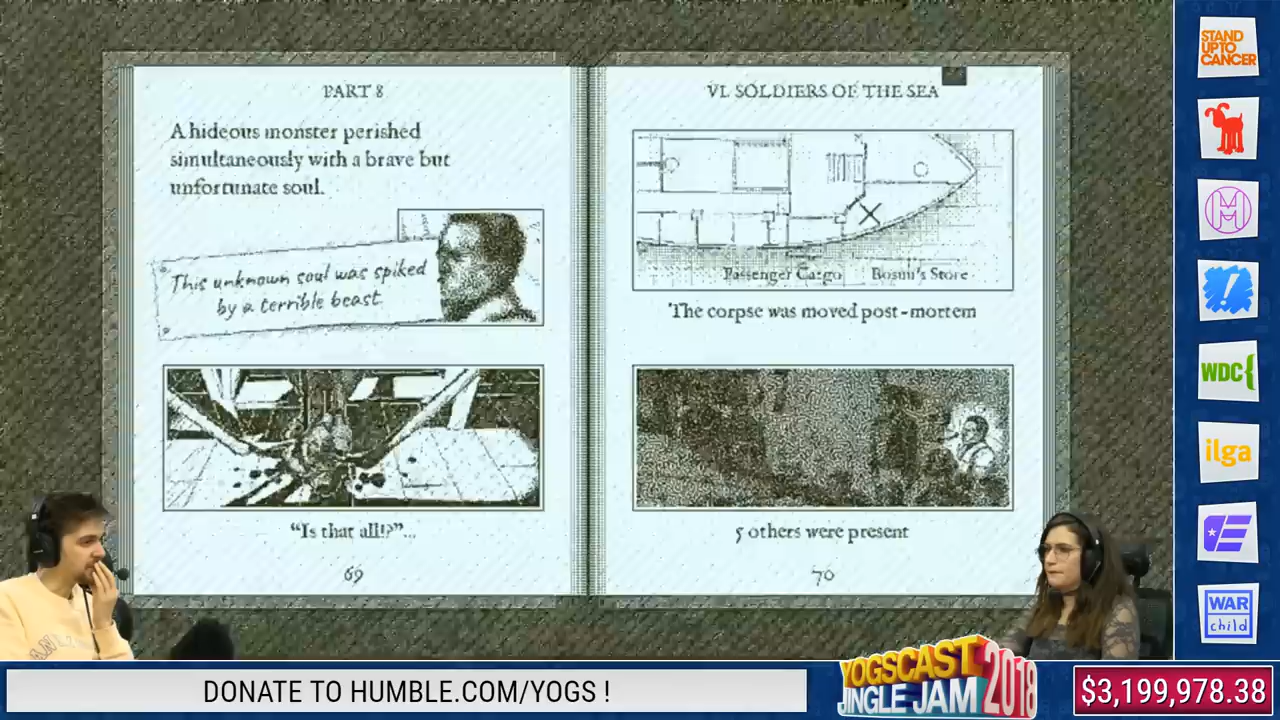 PART 8
A hideous monster perished
simultaneously with a brave but
unfortunate soul.
This unknown soul was spiked
by a terrible beast.
"Is that all!?"...
69
VI. SOLDIERS OF THE SEA
Passenger Cargo
Bosun's Store
The corpse was moved post-mortem
5 others were present
70
STAND
UP TO
CANCER
M
!
WDC
ilga
E
WAR
child
DONATE TO HUMBLE.COM/YOGS !
YOGSCAST
JINGLE JAM
2018
$3,199,978.38